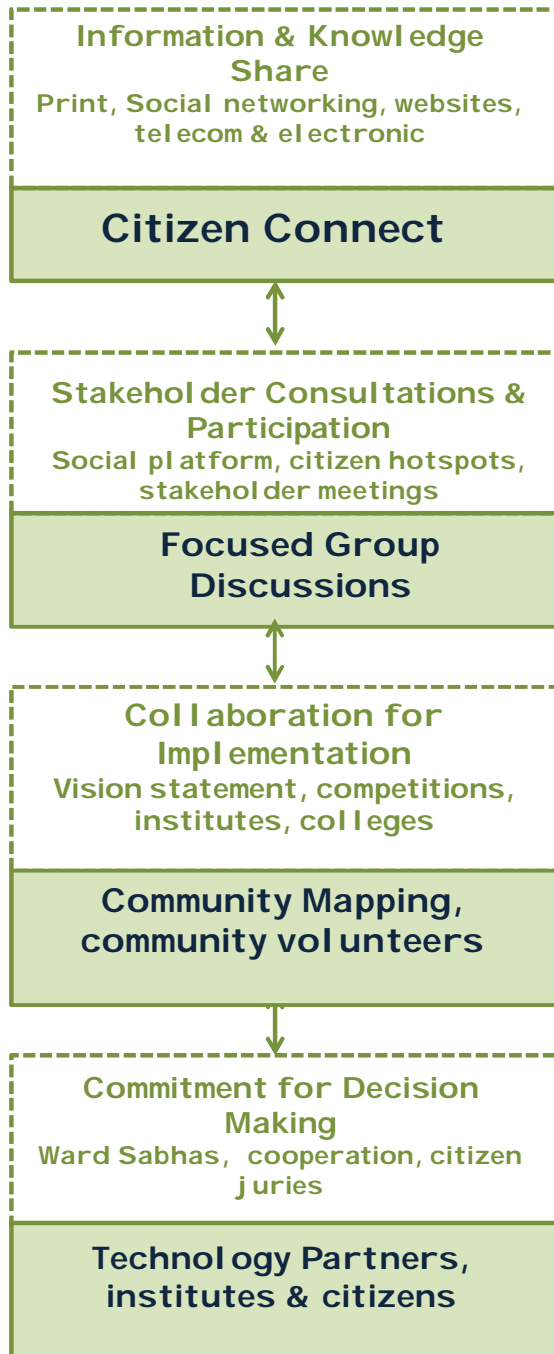 Information & Knowledge
Share
Print, Social networking, websites,
telecom & electronic
Citizen Connect
Stakeholder Consultations &
Participation
Social platform, citizen hotspots,
stakeholder meetings
Focused Group
Discussions
Collaboration for
Implementation
Vision statement, competitions,
institutes, colleges
Community Mapping,
community volunteers
Commitment for Decision
Making
Ward Sabhas, cooperation, citizen
juries
Technology Partners,
institutes & citizens